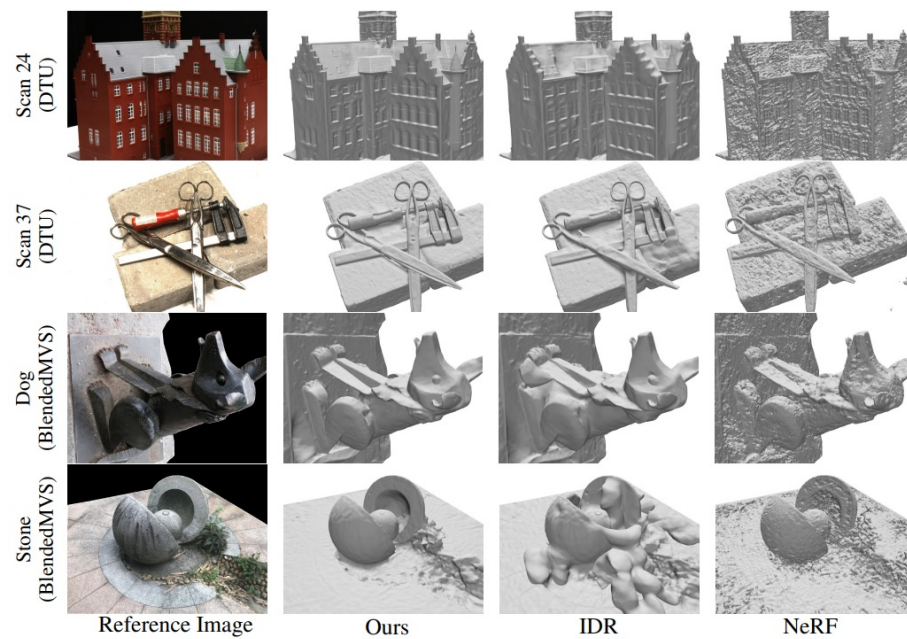 Scan 24
(DTU)
Scan 37
(DTU)
Dog
(BlendedMVS)
Stone
(BlendedMVS)
Reference Image
Ours
IDR
NeRF